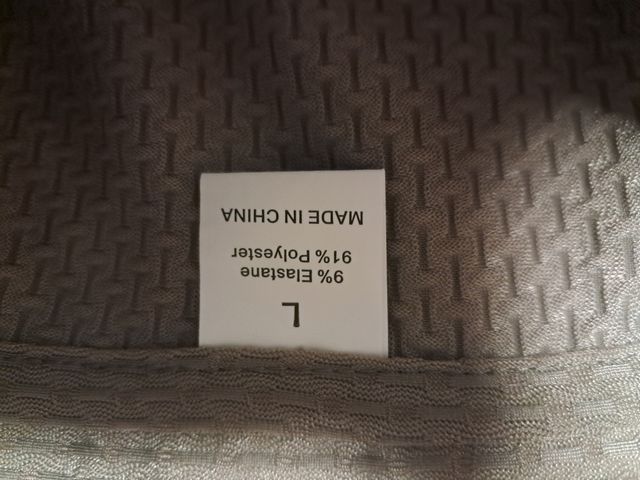 L
9% Elastane
91% Polyester
MADE IN CHINA